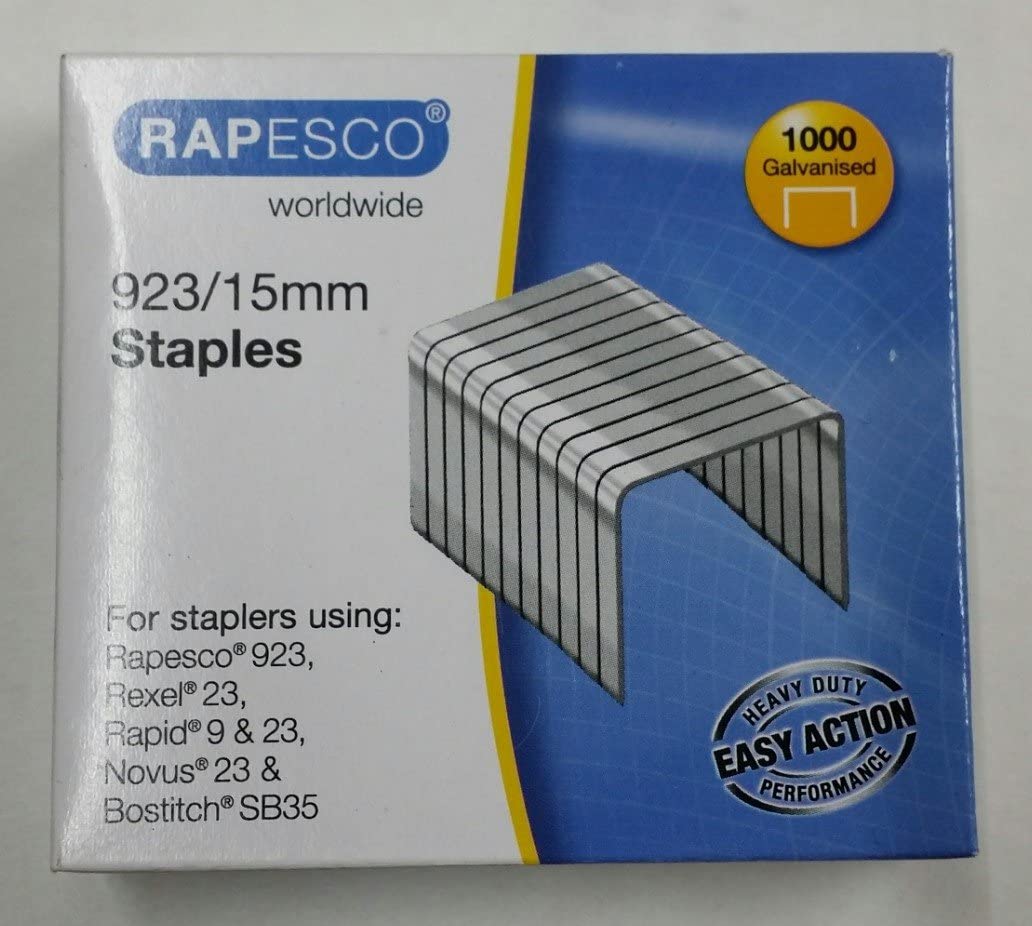 RAPESCO®
worldwide
923/15mm
Staples
For staplers using:
Rapesco® 923,
Rexel® 23,
Rapid® 9 & 23,
Novus® 23 &
Bostitch® SB35
1000
Galvanised
HEAVY DUTY
EASY ACTION
PERFORMANCE